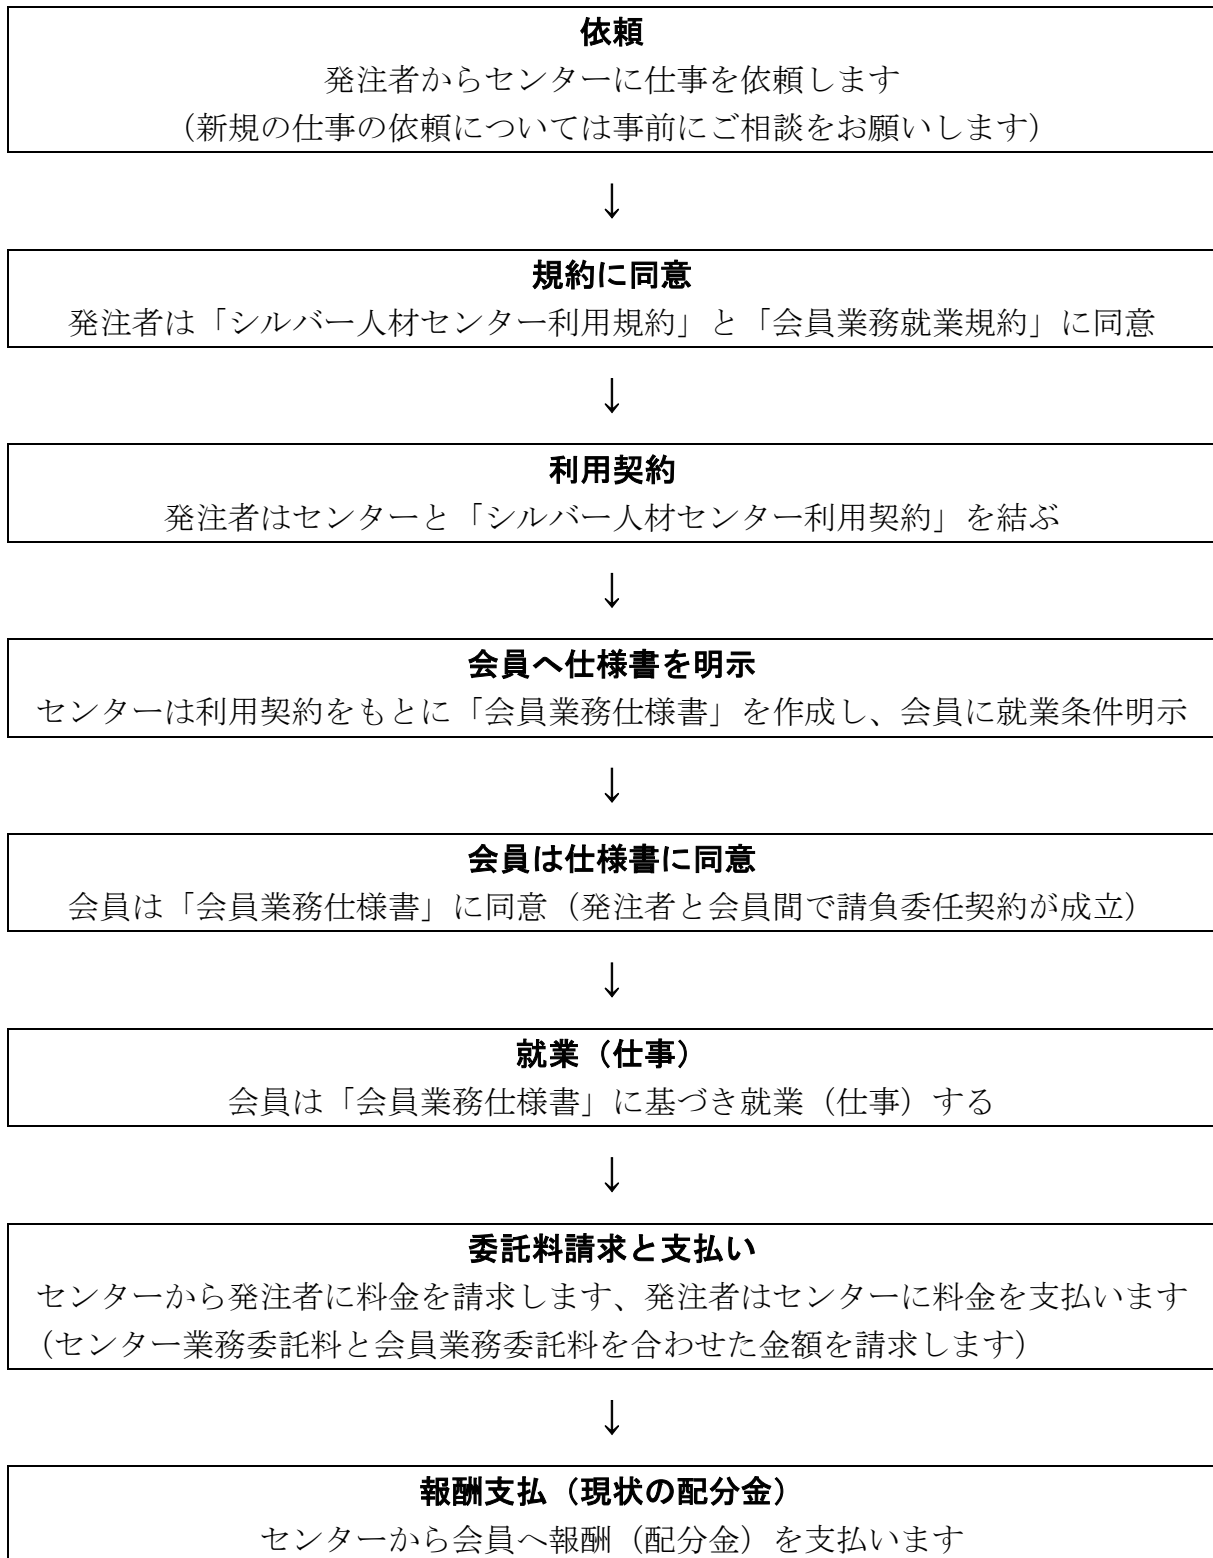 依頼
発注者からセンターに仕事を依頼します
（新規の仕事の依頼については事前にご相談をお願いします）
↓
規約に同意
発注者は「シルバー人材センター利用規約」と「会員業務就業規約」に同意
↓
利用契約
発注者はセンターと「シルバー人材センター利用契約」を結ぶ
↓
会員へ仕様書を明示
センターは利用契約をもとに「会員業務仕様書」を作成し、会員に就業条件明示
↓
会員は仕様書に同意
会員は「会員業務仕様書」に同意（発注者と会員間で請負委任契約が成立）
↓
就業（仕事）
会員は「会員業務仕様書」に基づき就業（仕事）する
↓
委託料請求と支払い
センターから発注者に料金を請求します、発注者はセンターに料金を支払います
（センター業務委託料と会員業務委託料を合わせた金額を請求します）
↓
報酬支払（現状の配分金）
センターから会員へ報酬（配分金）を支払います